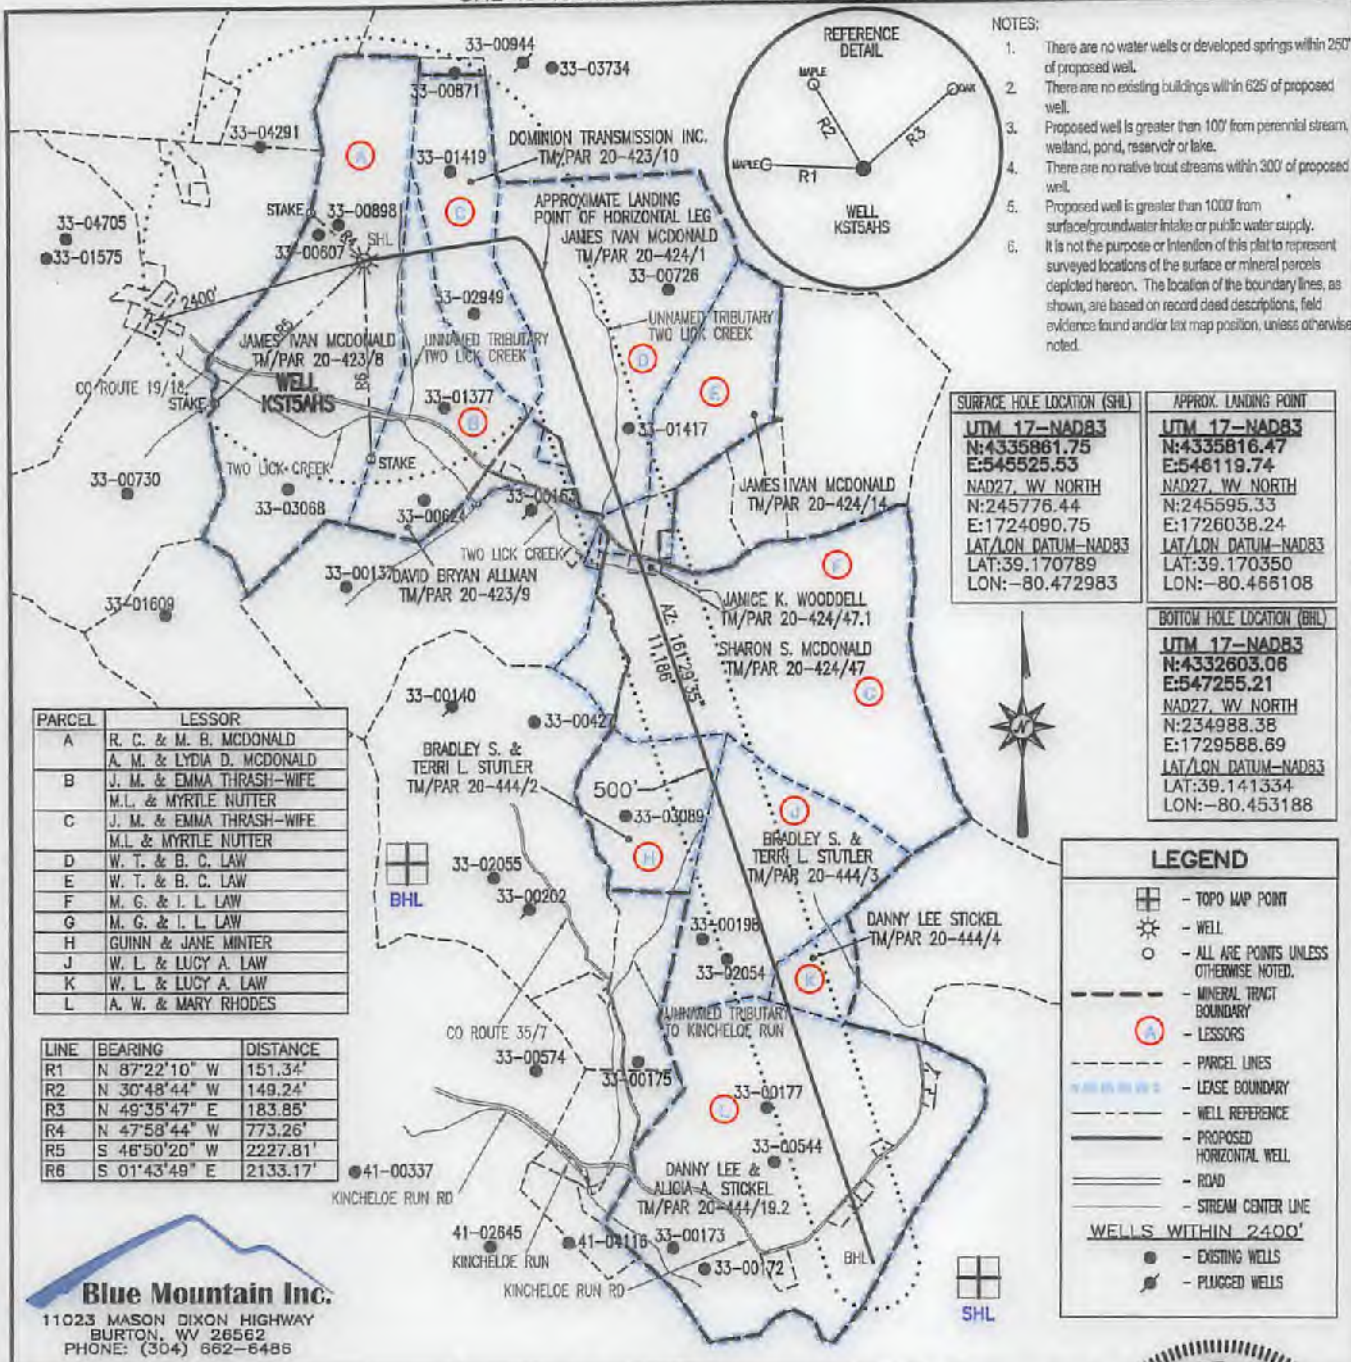 REFERENCE
DETAIL
MAPLE
OAK
MAPLE
R1
R2
R3
WELL
KST5AHS
NOTES:
1. There are no water wells or developed springs within 250'
of proposed well.
2. There are no existing buildings within 625' of proposed
well.
3. Proposed well is greater than 100' from perennial stream,
wetland, pond, reservoir or lake.
4. There are no native trout streams within 300' of proposed
well.
5. Proposed well is greater than 1000' from
surface/groundwater intake or public water supply.
6. It is not the purpose or intention of this plat to represent
surveyed locations of the surface or mineral parcels
depicted hereon. The location of the boundary lines, as
shown, are based on record deed descriptions, field
evidence found and/or tax map position, unless otherwise
noted.
33-00944
33-03734
33-00871
33-04291
A
33-01419
DOMINION TRANSMISSION INC.
TM/PAR 20-423/10
C
STAKE
33-00898
R4
SHL
33-00607
33-04705
33-01575
APPROXIMATE LANDING
POINT OF HORIZONTAL LEG
JAMES IVAN MCDONALD
TM/PAR 20-424/1
33-00726
2400'
33-02949
UNNAMED TRIBUTARY
TWO LICK CREEK
UNNAMED TRIBUTARY
TWO LICK CREEK
R5
R6
JAMES IVAN MCDONALD
TM/PAR 20-423/8
WELL
KST5AHS
CO ROUTE 19/18
STAKE
D
E
33-01377
B
33-01417
TWO LICK CREEK
STAKE
33-00730
33-03068
33-00624
33-00163
JAMES IVAN MCDONALD
TM/PAR 20-424/14
TWO LICK CREEK
33-00137
DAVID BRYAN ALLMAN
TM/PAR 20-423/9
33-01609
F
JANICE K. WOODDELL
TM/PAR 20-424/47.1
SHARON S. MCDONALD
TM/PAR 20-424/47
G
AZ: 161°29'35"
11,186'
SURFACE HOLE LOCATION (SHL)
UTM 17-NAD83
N:4335861.75
E:545525.53
NAD27, WV NORTH
N:245776.44
E:1724090.75
LAT/LON DATUM-NAD83
LAT:39.170789
LON:-80.472983
APPROX. LANDING POINT
UTM 17-NAD83
N:4335816.47
E:546119.74
NAD27, WV NORTH
N:245595.33
E:1726038.24
LAT/LON DATUM-NAD83
LAT:39.170350
LON:-80.466108
BOTTOM HOLE LOCATION (BHL)
UTM 17-NAD83
N:4332603.06
E:547255.21
NAD27, WV NORTH
N:234988.38
E:1729588.69
LAT/LON DATUM-NAD83
LAT:39.141334
LON:-80.453188
N
33-00140
33-00427
BRADLEY S. &
TERRI L. STUTLER
TM/PAR 20-444/2
500'
33-03089
H
J
BRADLEY S. &
TERRI L. STUTLER
TM/PAR 20-444/3
BHL
33-02055
33-00202
33-00198
33-02054
DANNY LEE STICKEL
TM/PAR 20-444/4
K
UNNAMED TRIBUTARY
TO KINCHELOE RUN
CO ROUTE 35/7
33-00574
33-00175
L
33-00177
33-00544
DANNY LEE &
ALICIA A. STICKEL
TM/PAR 20-444/19.2
41-00337
KINCHELOE RUN RD
41-02645
KINCHELOE RUN
41-04116
33-00173
33-00172
KINCHELOE RUN RD
BHL
SHL
PARCEL LESSOR
A R. C. & M. B. MCDONALD
A. M. & LYDIA D. MCDONALD
B J. M. & EMMA THRASH-WIFE
M.L. & MYRTLE NUTTER
C J. M. & EMMA THRASH-WIFE
M.L & MYRTLE NUTTER
D W. T. & B. C. LAW
E W. T. & B. C. LAW
F M. G. & I. L. LAW
G M. G. & I. L. LAW
H GUINN & JANE MINTER
J W. L. & LUCY A. LAW
K W. L. & LUCY A. LAW
L A. W. & MARY RHODES
LINE BEARING DISTANCE
R1 N 87°22'10" W 151.34'
R2 N 30°48'44" W 149.24'
R3 N 49°35'47" E 183.85'
R4 N 47°58'44" W 773.26'
R5 S 46°50'20" W 2227.81'
R6 S 01°43'49" E 2133.17'
LEGEND
- TOPO MAP POINT
- WELL
- ALL ARE POINTS UNLESS
OTHERWISE NOTED.
- MINERAL TRACT
BOUNDARY
A - LESSORS
- PARCEL LINES
- LEASE BOUNDARY
- WELL REFERENCE
- PROPOSED
HORIZONTAL WELL
- ROAD
- STREAM CENTER LINE
WELLS WITHIN 2400'
- EXISTING WELLS
- PLUGGED WELLS
Blue Mountain Inc.
11023 MASON DIXON HIGHWAY
BURTON, WV 26562
PHONE: (304) 662-6486